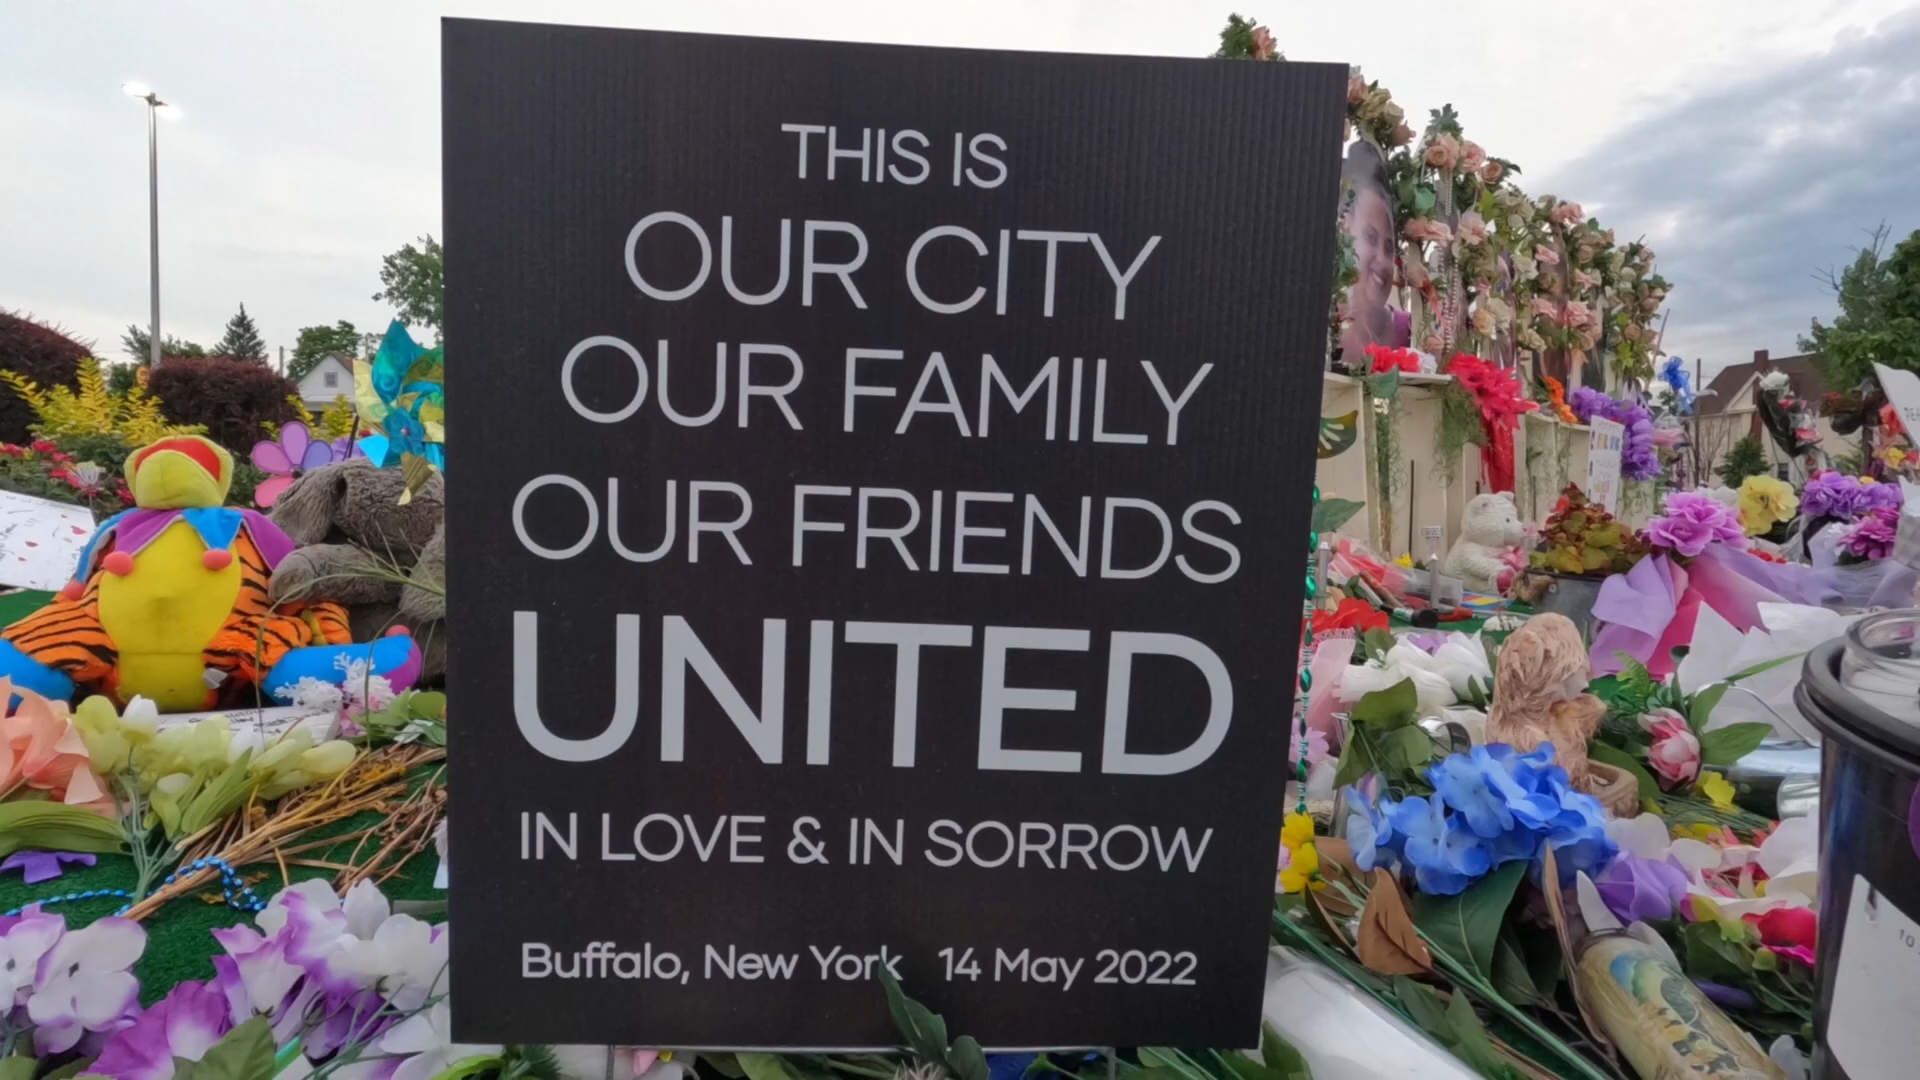 THIS IS
OUR CITY
OUR FAMILY
OUR FRIENDS
UNITED
IN LOVE & IN SORROW
Buffalo, New York 14 May 2022